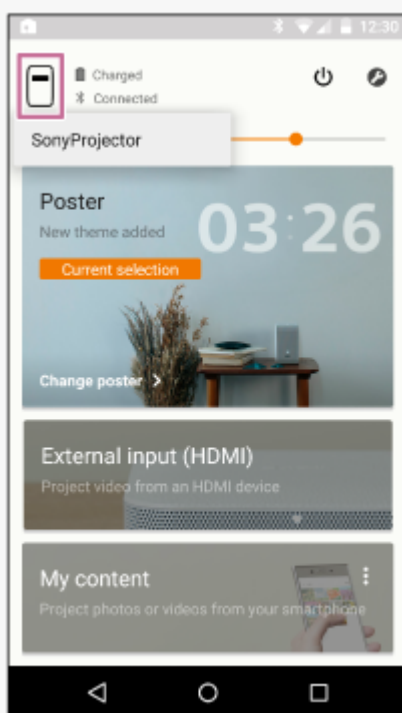 12:30
Charged
Connected
SonyProjector
Poster
03:26
New theme added
Current selection
Change poster >
External input (HDMI)
Project video from an HDMI device
My content
Project photos or videos from your smartphone